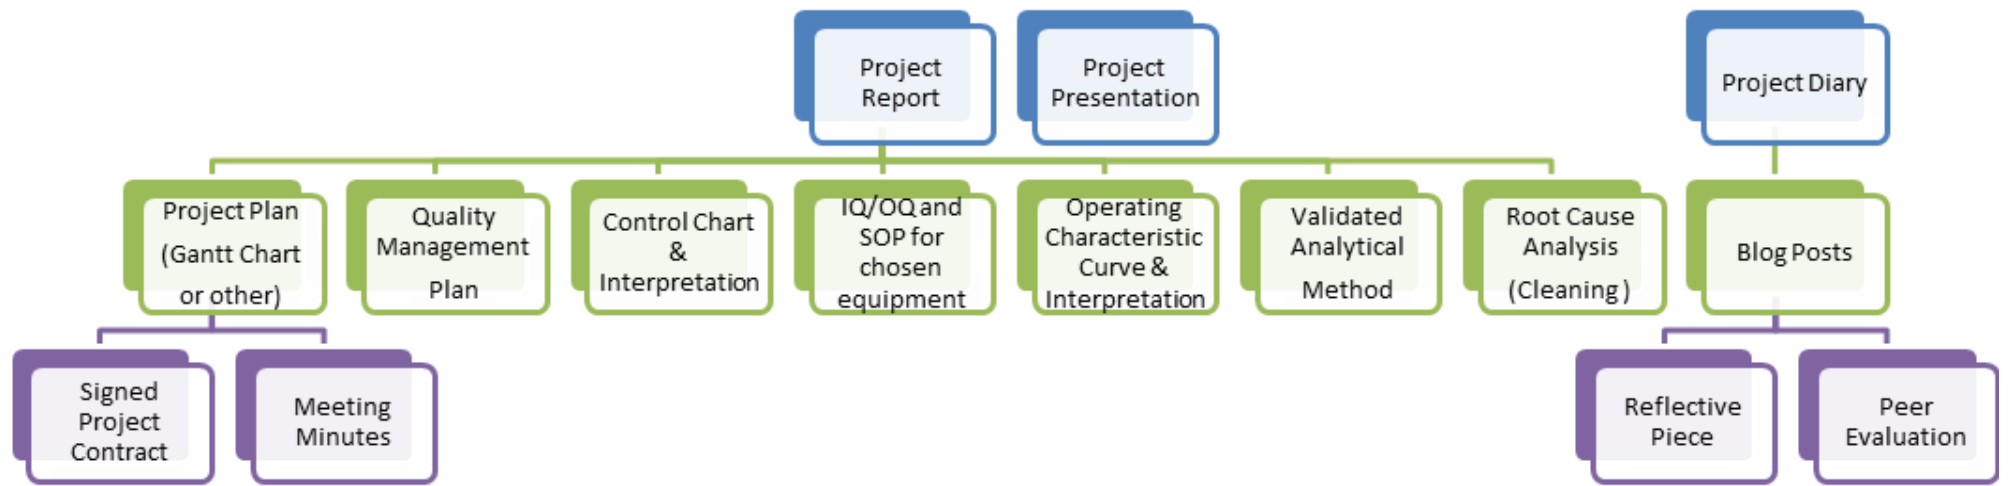 Project
Report
Project
Presentation
Project Diary
Project Plan
(Gantt Chart
or other)
Quality
Management
Plan
Control Chart
&
Interpretation
IQ/OQ and
SOP for
chosen
equipment
Operating
Characteristic
Curve &
Interpretation
Validated
Analytical
Method
Root Cause
Analysis
(Cleaning)
Blog Posts
Signed
Project
Contract
Meeting
Minutes
Reflective
Piece
Peer
Evaluation